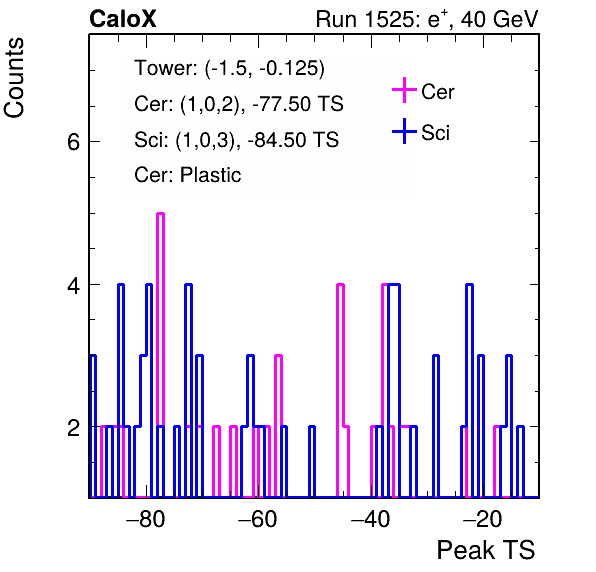 CaloX Run 1525: e⁺, 40 GeV
Counts
Tower: (-1.5, -0.125)
Cer: (1,0,2), -77.50 TS
Sci: (1,0,3), -84.50 TS
Cer: Plastic
Cer
Sci
6
4
2
−80 −60 −40 −20
Peak TS